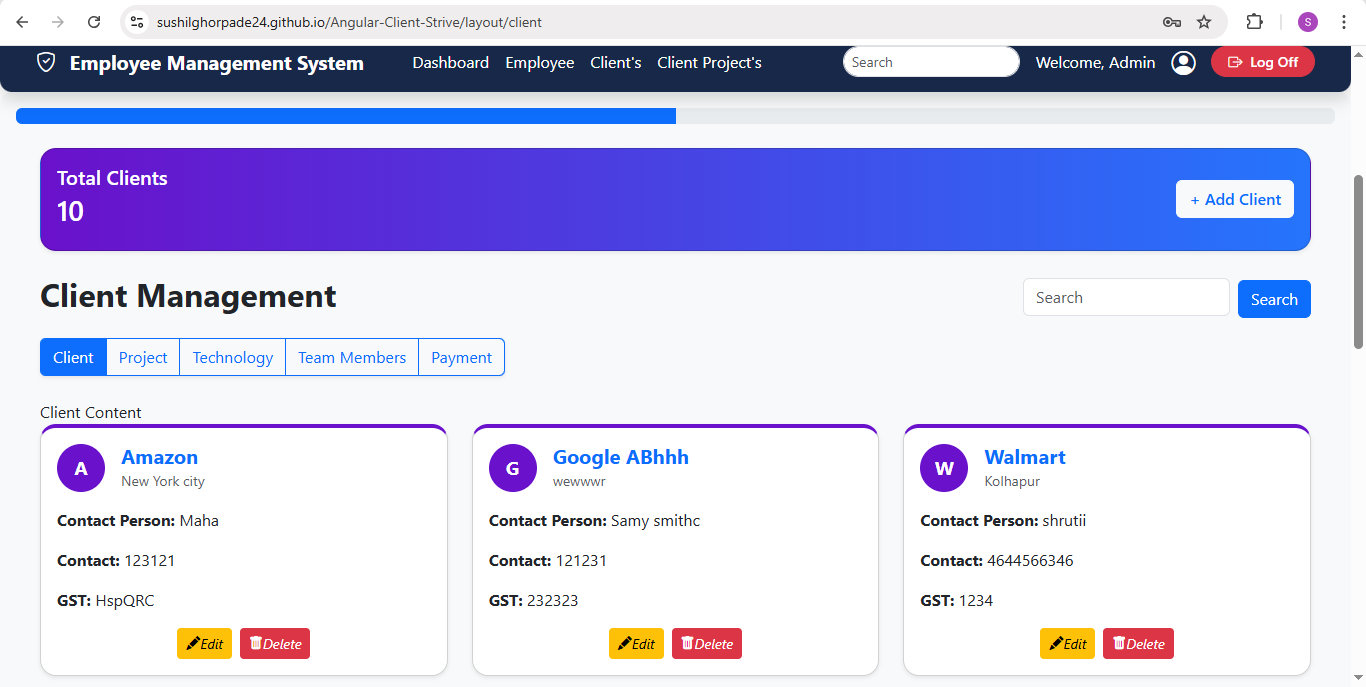 sushilghorpade24.github.io/Angular-Client-Strive/layout/client
S
Employee Management System Dashboard Employee Client's Client Project's Search Welcome, Admin Log Off
Total Clients
10
+ Add Client
Client Management Search Search
Client Project Technology Team Members Payment
Client Content
A Amazon
New York city
Contact Person: Maha
Contact: 123121
GST: HspQRC
Edit Delete
G Google ABhhh
wewwwr
Contact Person: Samy smithc
Contact: 121231
GST: 232323
Edit Delete
W Walmart
Kolhapur
Contact Person: shrutii
Contact: 4644566346
GST: 1234
Edit Delete